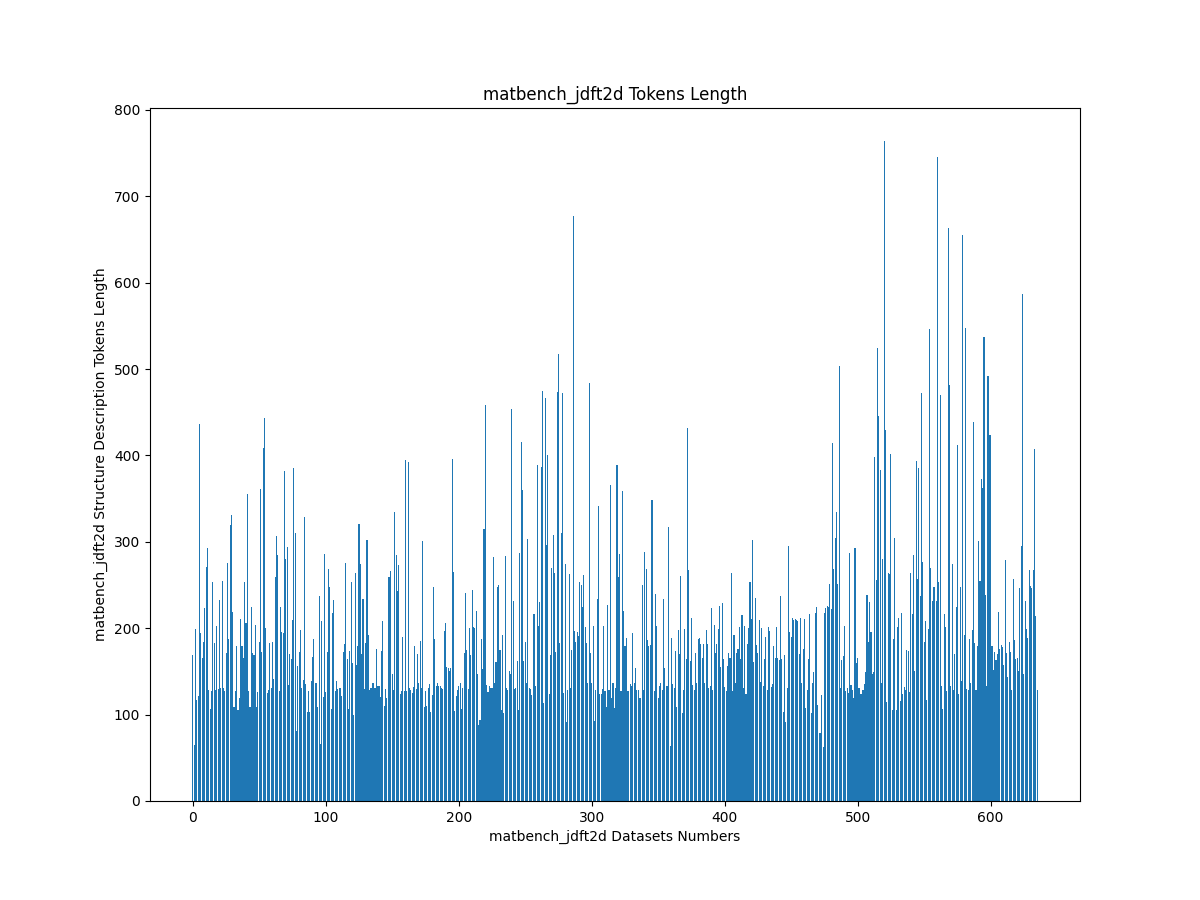 matbench_jdft2d Tokens Length
800
700
600
500
400
300
200
100
0
matbench_jdft2d Structure Description Tokens Length
0 100 200 300 400 500 600
matbench_jdft2d Datasets Numbers